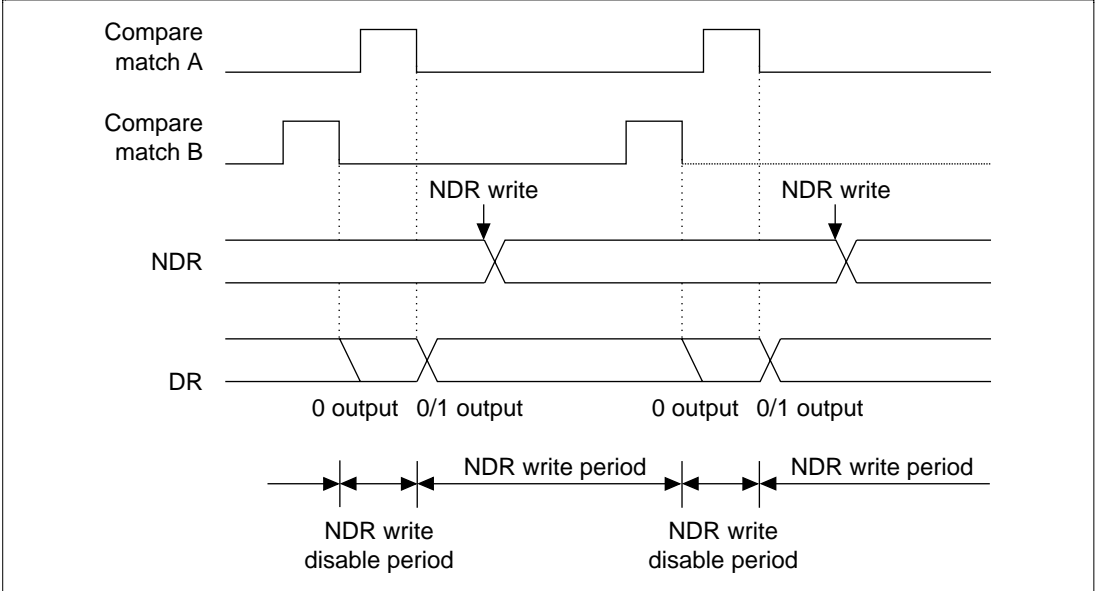 Compare
match A
Compare
match B
NDR write NDR write
NDR
DR
0 output 0/1 output 0 output 0/1 output
NDR write period NDR write period
NDR write NDR write
disable period disable period